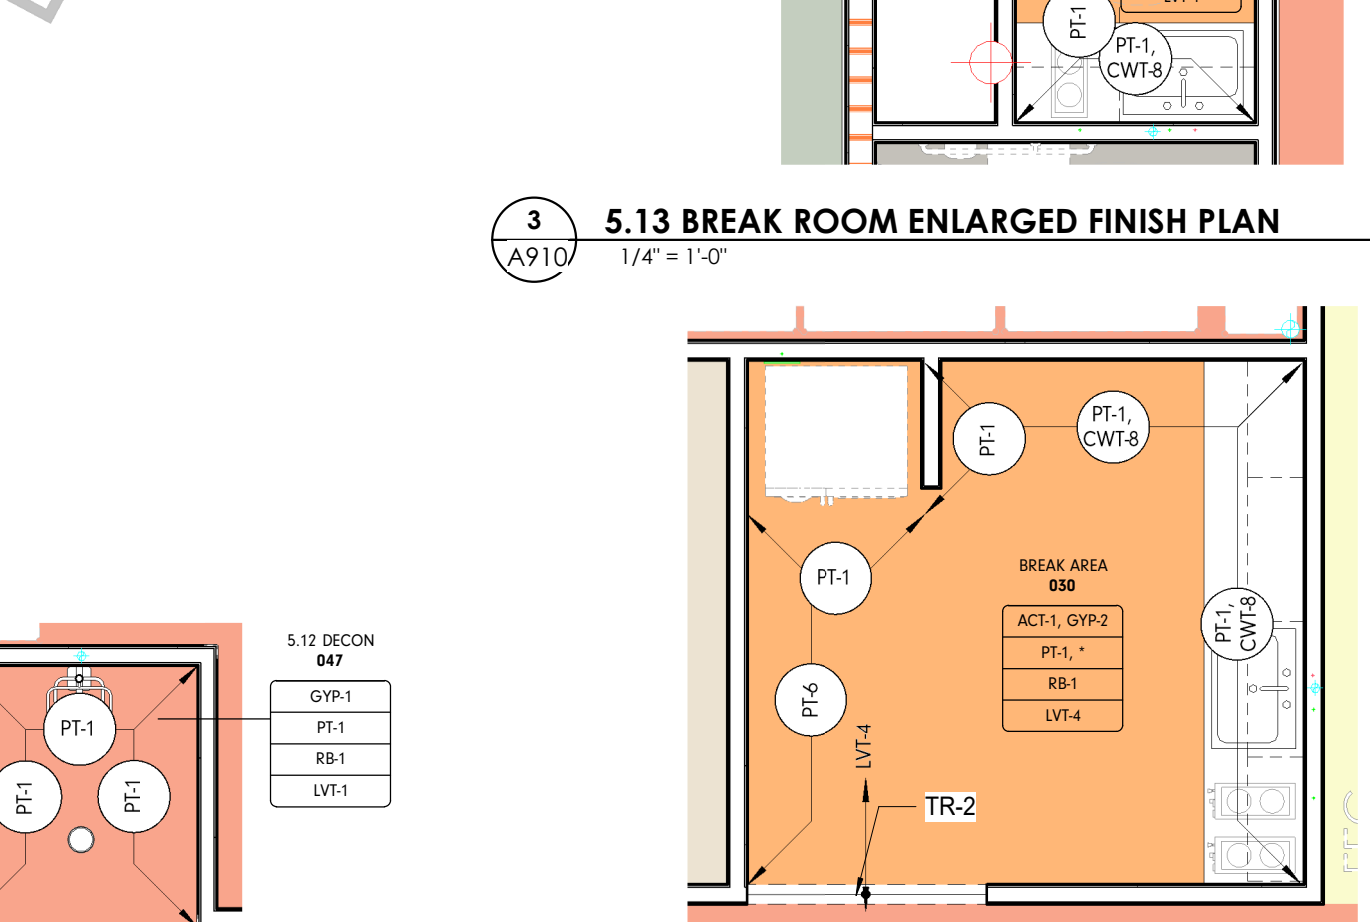 PT-1
PT-1,
CWT-8
3
A910
5.13 BREAK ROOM ENLARGED FINISH PLAN
1/4" = 1'-0"
PT-1
PT-1,
CWT-8
PT-1
BREAK AREA
030
ACT-1, GYP-2
PT-1, *
RB-1
LVT-4
PT-1,
CWT-8
PT-6
LVT-4
TR-2
5.12 DECON
047
GYP-1
PT-1
RB-1
LVT-1
PT-1
PT-1
PT-1